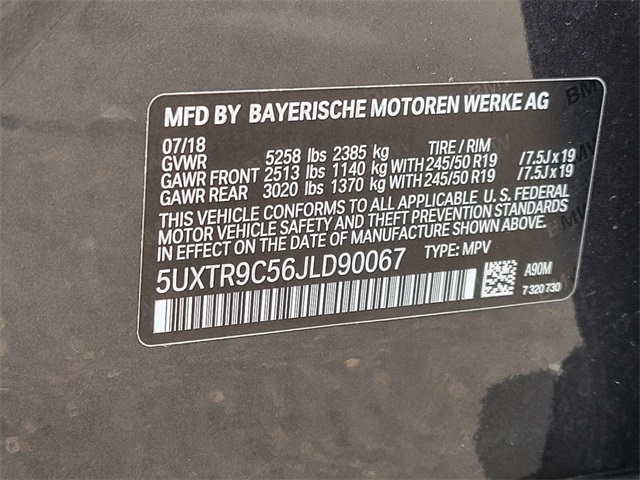 MFD BY BAYERISCHE MOTOREN WERKE AG
07/18 TIRE / RIM
GVWR 5258 lbs 2385 kg
GAWR FRONT 2513 lbs 1140 kg WITH 245/50 R19 /7.5J x 19
GAWR REAR 3020 lbs 1370 kg WITH 245/50 R19 /7.5J x 19
THIS VEHICLE CONFORMS TO ALL APPLICABLE U. S. FEDERAL
MOTOR VEHICLE SAFETY AND THEFT PREVENTION STANDARDS
IN EFFECT ON THE DATE OF MANUFACTURE SHOWN ABOVE.
5UXTR9C56JLD90067 TYPE: MPV
A90M
7 320 730